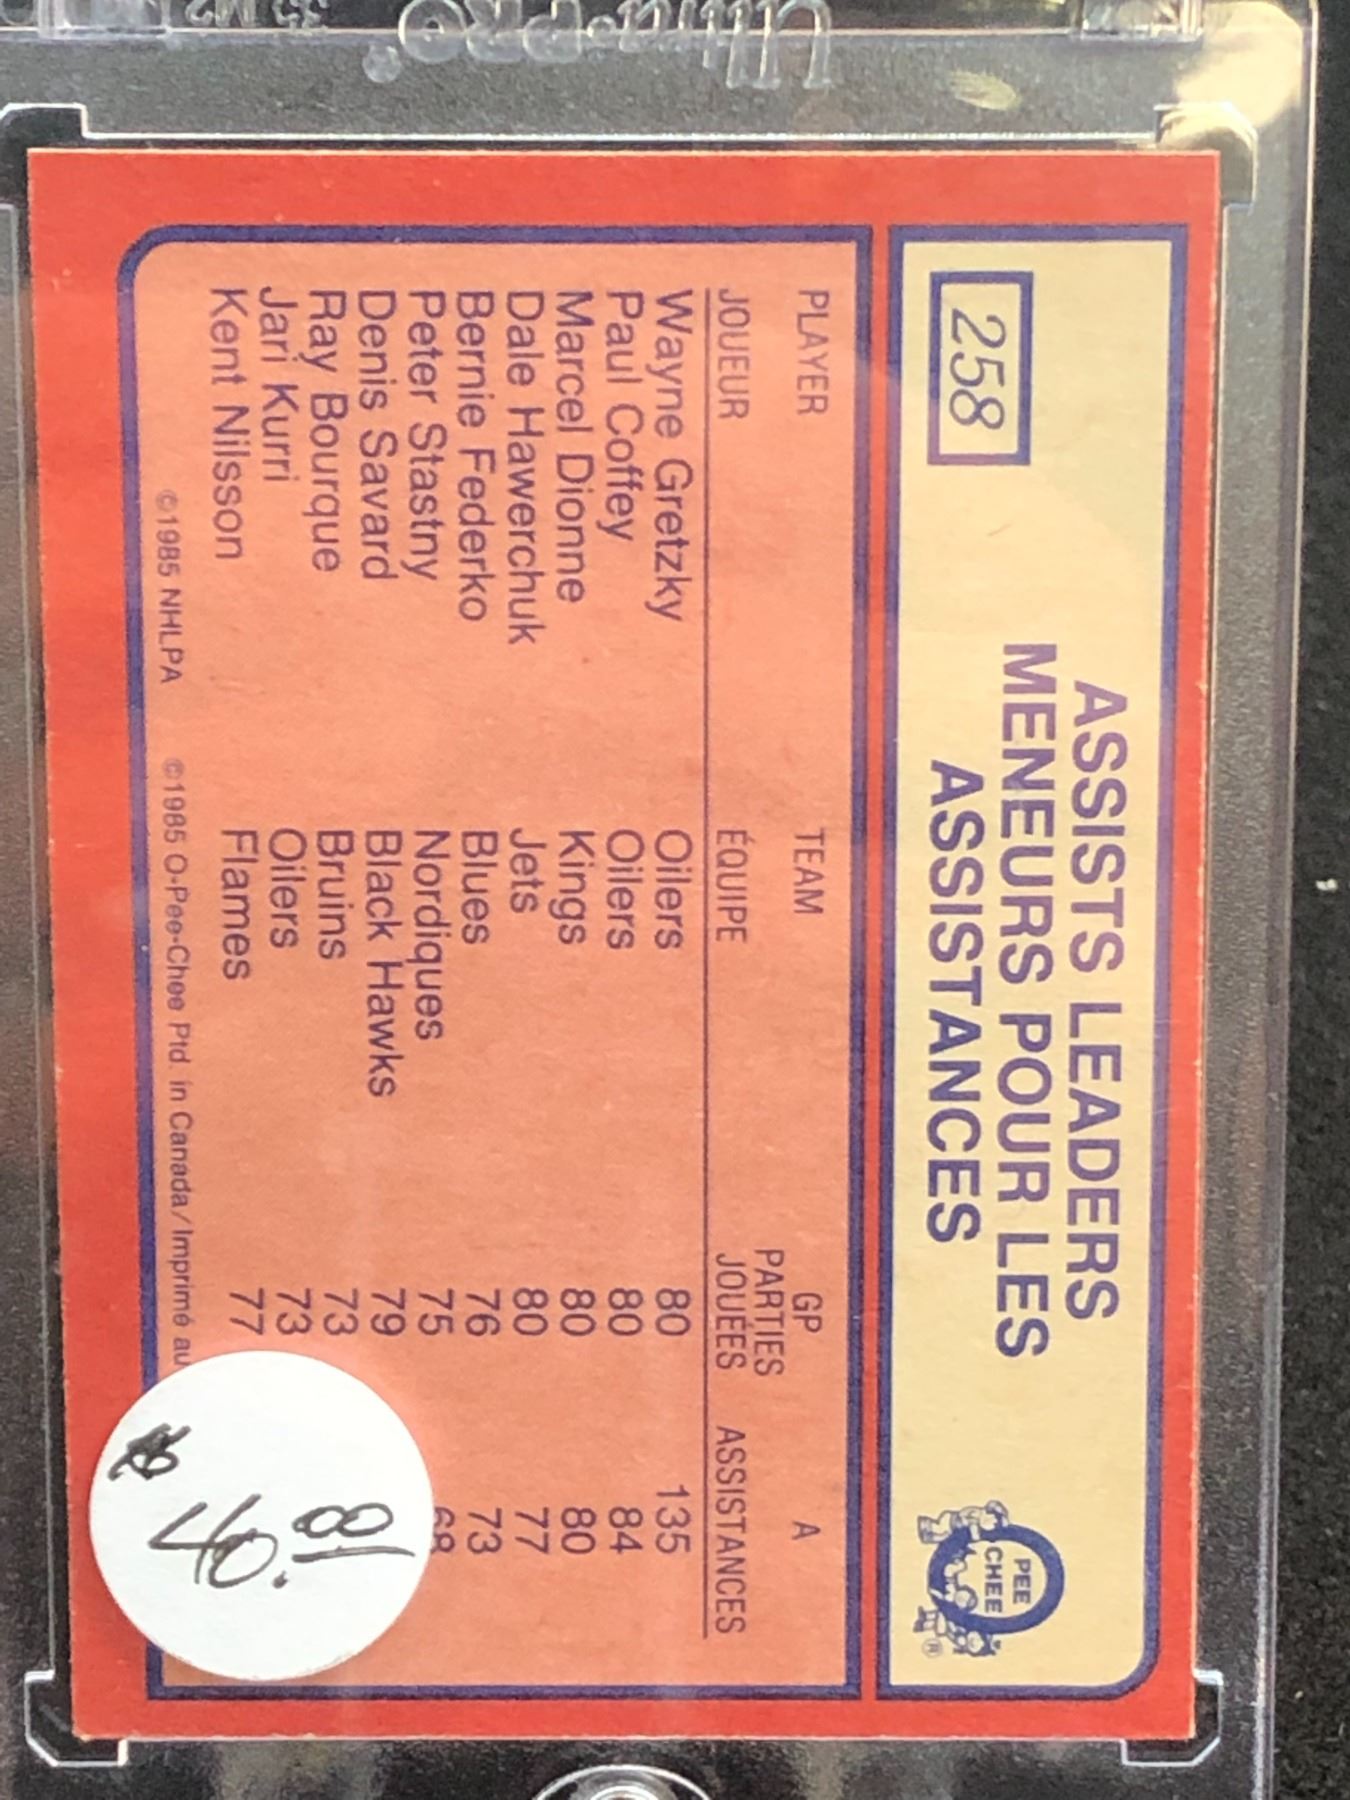 ultra·PRO
258
ASSISTS LEADERS
MENEURS POUR LES
ASSISTANCES
PEE
CHEE
®
PLAYER TEAM GP A
PARTIES
JOUEUR ÉQUIPE JOUÉES ASSISTANCES
Wayne Gretzky Oilers 80 135
Paul Coffey Oilers 80 84
Marcel Dionne Kings 80 80
Dale Hawerchuk Jets 80 77
Bernie Federko Blues 76 73
Peter Stastny Nordiques 75 68
Denis Savard Black Hawks 79
Ray Bourque Bruins 73
Jari Kurri Oilers 73
Kent Nilsson Flames 77
©1985 NHLPA ©1985 O-Pee-Chee Ptd. in Canada/Imprimé au
$ 40.00